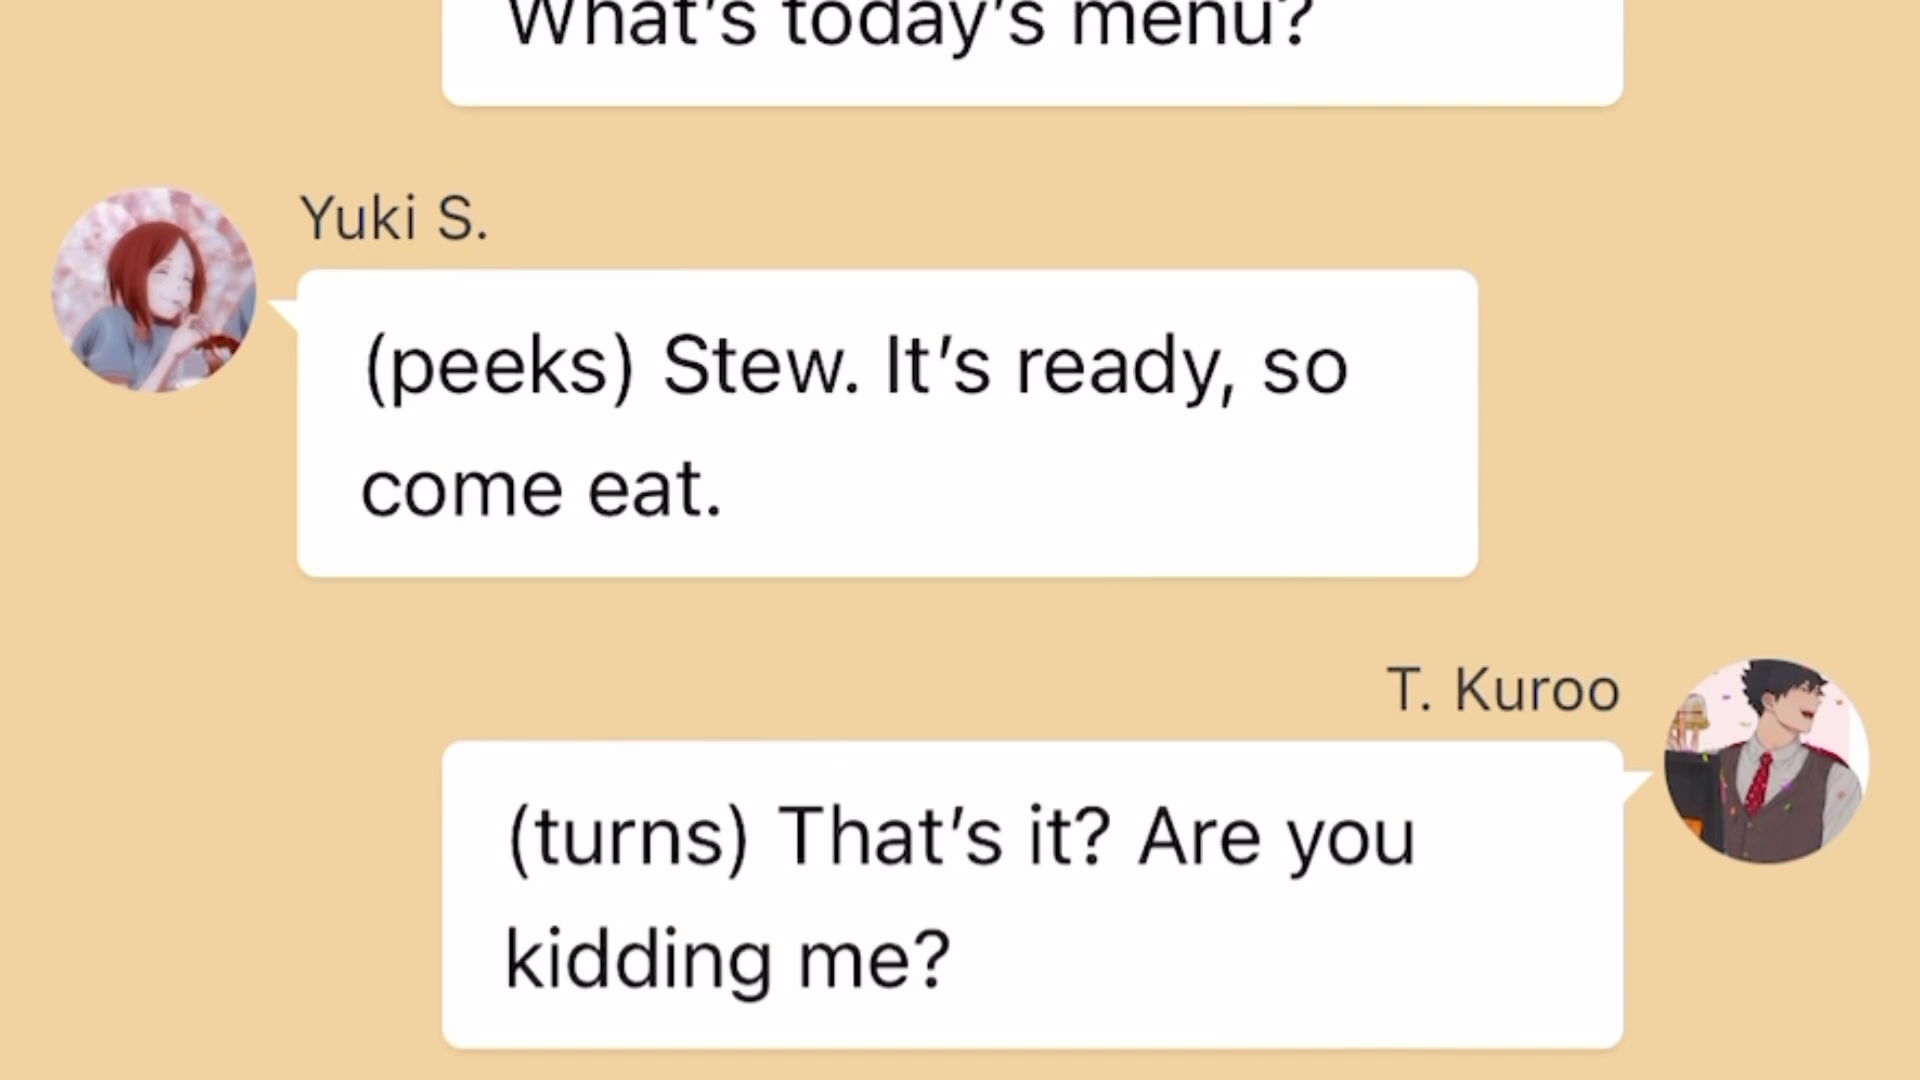 What’s today’s menu?
Yuki S.
(peeks) Stew. It’s ready, so
come eat.
T. Kuroo
(turns) That’s it? Are you
kidding me?